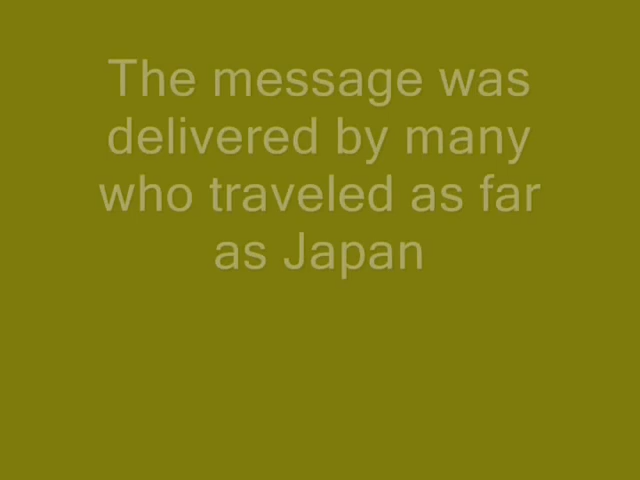 The message was
delivered by many
who traveled as far
as Japan